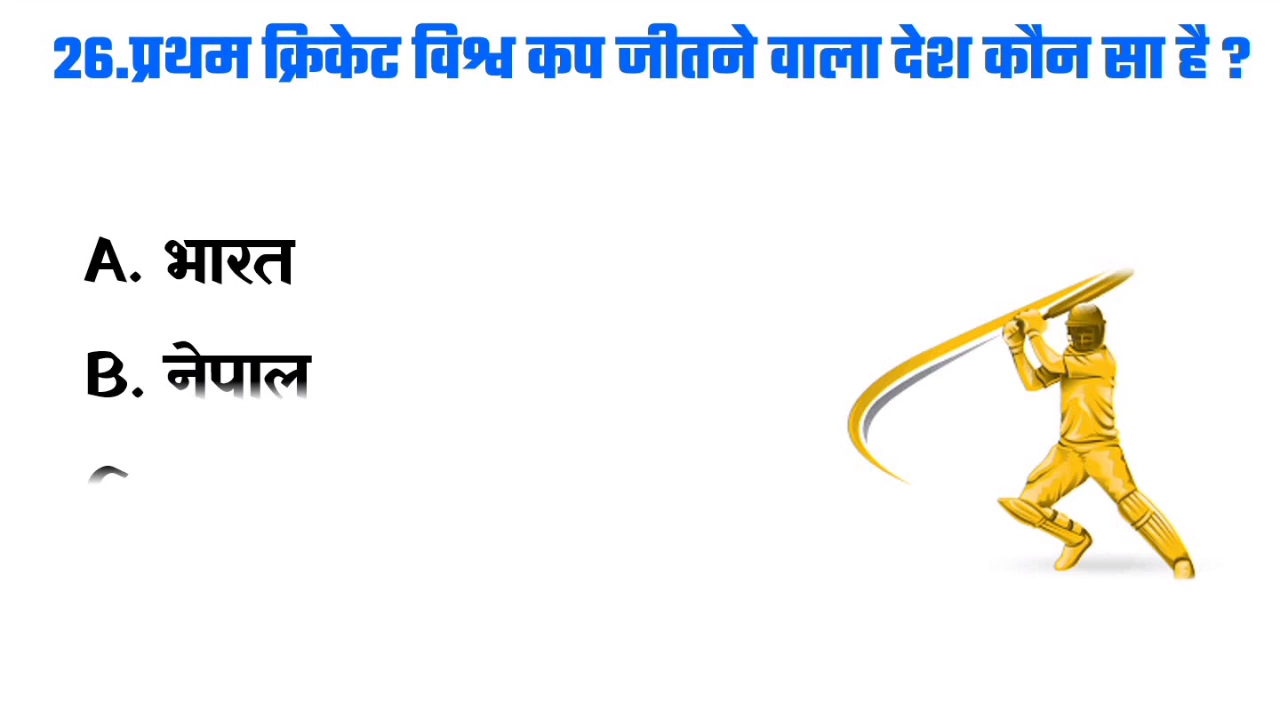 26.प्रथम क्रिकेट विश्व कप जीतने वाला देश कौन सा है ?
A. भारत
B. नेपाल